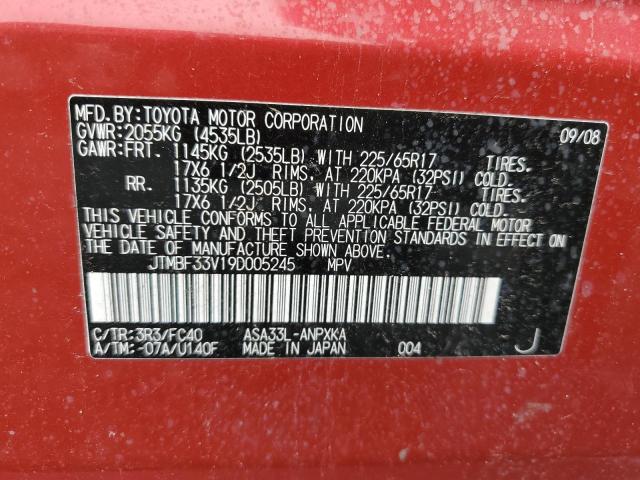 MFD.BY:TOYOTA MOTOR CORPORATION 09/08
GVWR:2055KG (4535LB)
GAWR:FRT. 1145KG (2535LB) WITH 225/65R17 TIRES.
17X6 1/2J RIMS. AT 220KPA (32PSI) COLD.
RR. 1135KG (2505LB) WITH 225/65R17 TIRES.
17X6 1/2J RIMS. AT 220KPA (32PSI) COLD.
THIS VEHICLE CONFORMS TO ALL APPLICABLE FEDERAL MOTOR
VEHICLE SAFETY AND THEFT PREVENTION STANDARDS IN EFFECT ON
THE DATE OF MANUFACTURE SHOWN ABOVE.
JTMBF33V19D005245 MPV
C/TR:3R3/FC40 ASA33L-ANPXKA J
A/TM:-07A/U140F MADE IN JAPAN 004